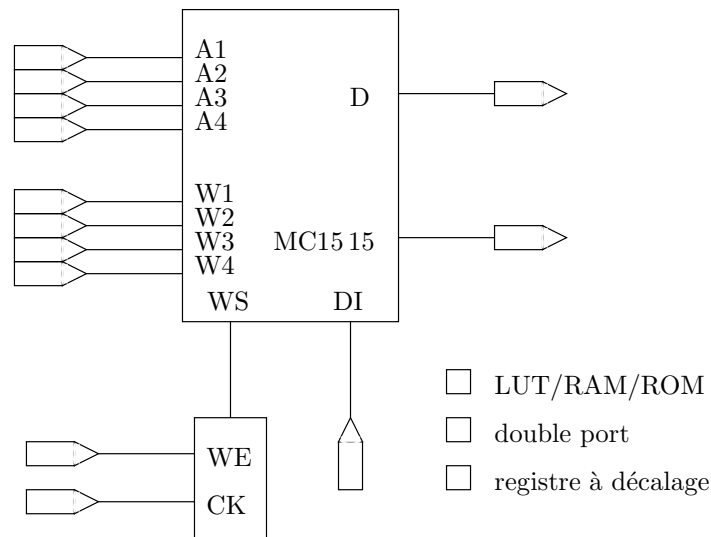 A1
A2
A3
A4
D
W1
W2
W3
W4
MC15 15
WS
DI
LUT/RAM/ROM
double port
registre à décalage
WE
CK